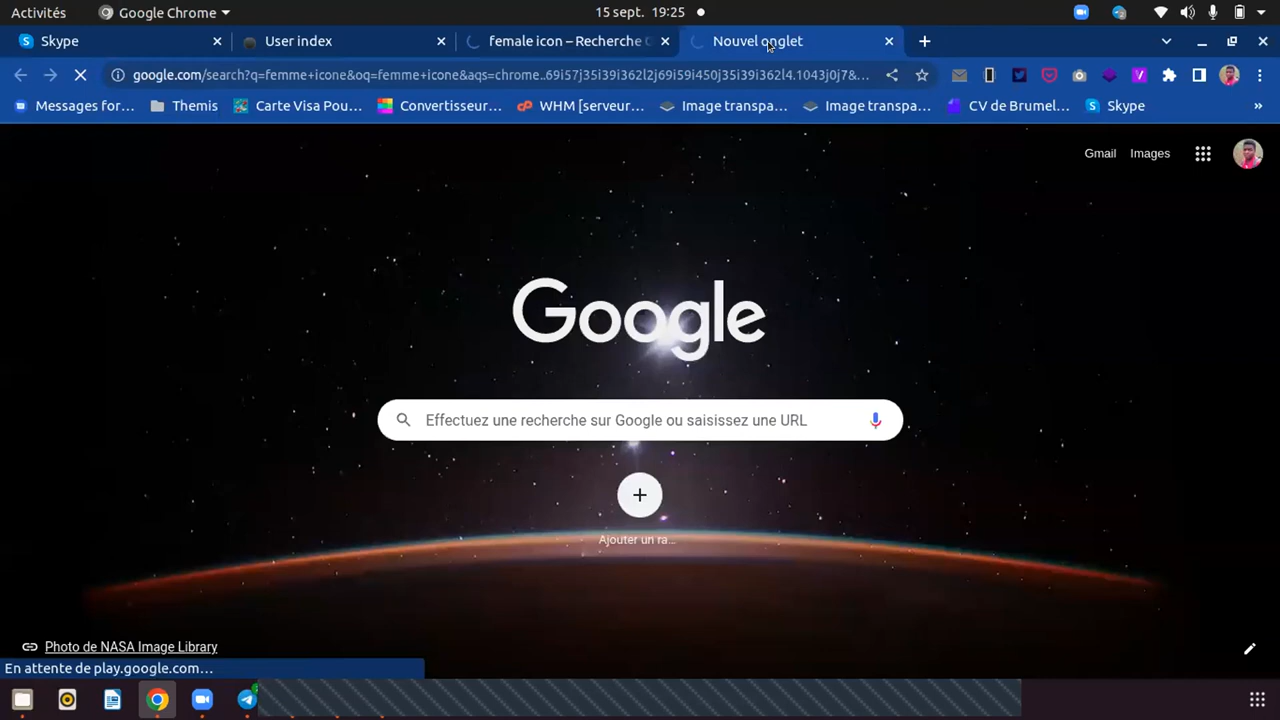 Activités
Google Chrome
15 sept. 19:25
Skype
User index
female icon – Recherche G
Nouvel onglet
google.com/search?q=femme+icone&oq=femme+icone&aqs=chrome..69i57j35i39i362l2j69i59i450j35i39i362l4.1043j0j7&...
Messages for...
Themis
Carte Visa Pou...
Convertisseur...
WHM [serveur...
Image transpa...
Image transpa...
CV de Brumel...
Skype
»
Gmail
Images
Google
Effectuez une recherche sur Google ou saisissez une URL
Ajouter un ra...
Photo de NASA Image Library
En attente de play.google.com...